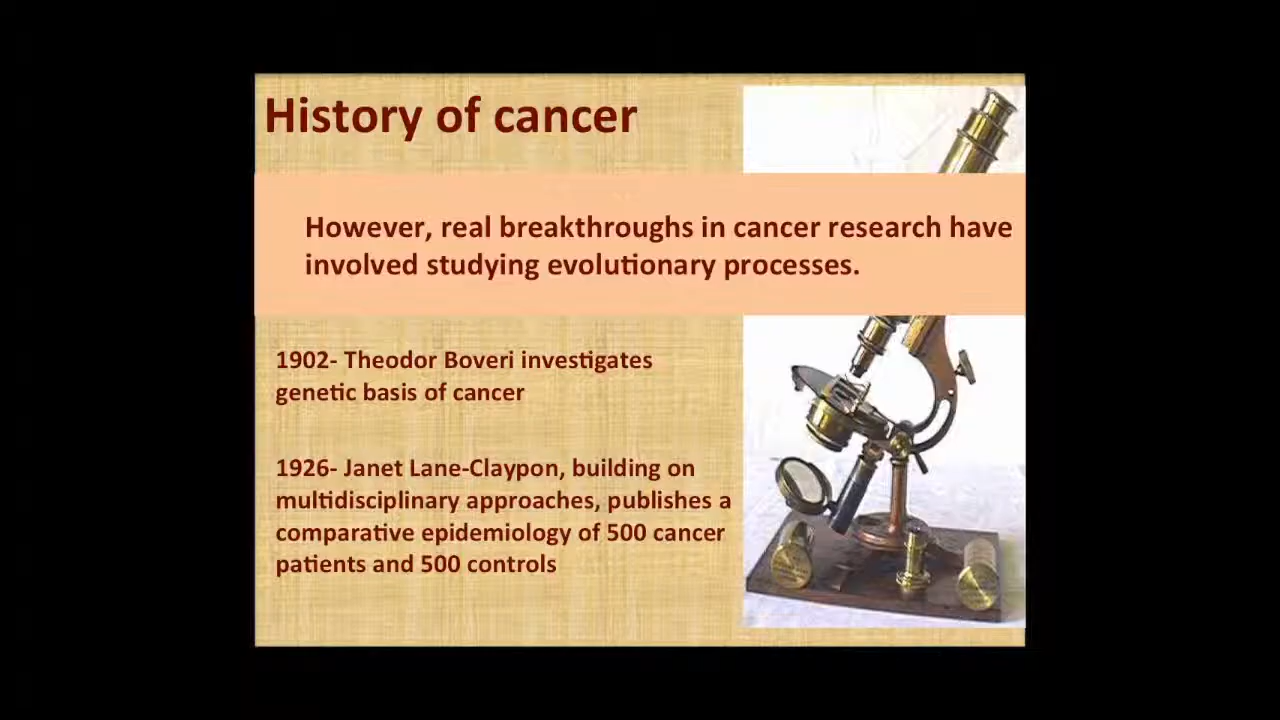 History of cancer
However, real breakthroughs in cancer research have
involved studying evolutionary processes.
1902- Theodor Boveri investigates
genetic basis of cancer
1926- Janet Lane-Claypon, building on
multidisciplinary approaches, publishes a
comparative epidemiology of 500 cancer
patients and 500 controls